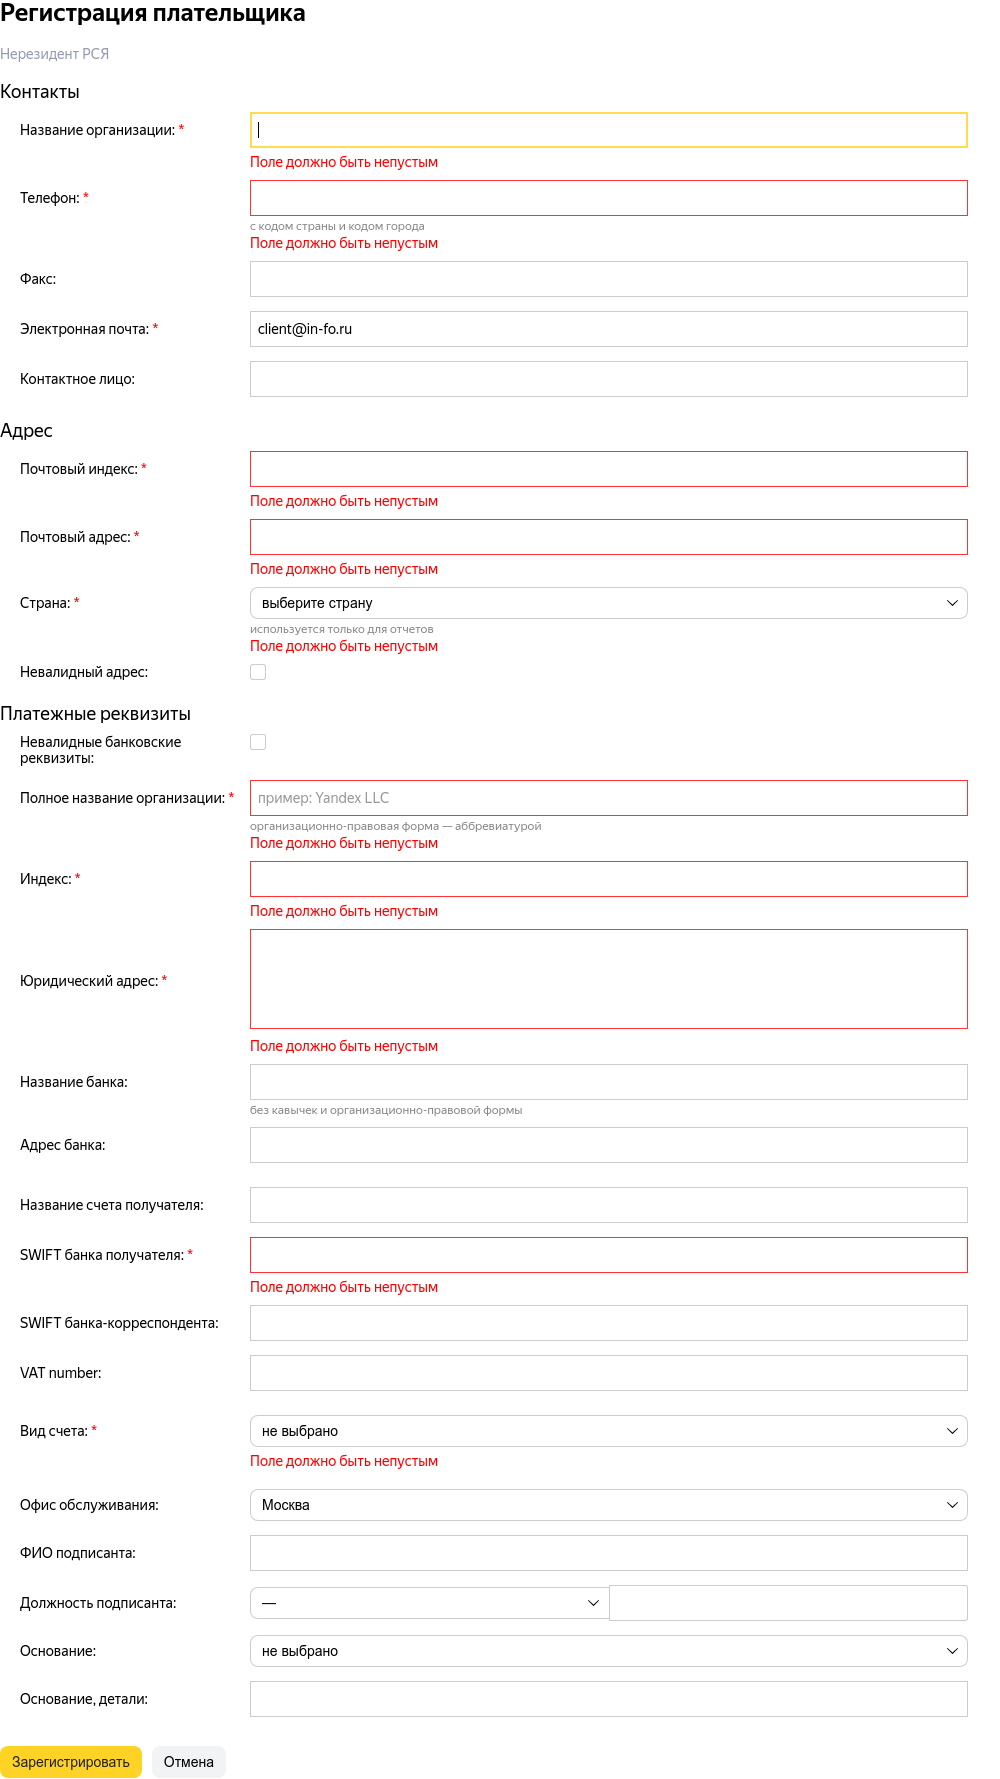 Регистрация плательщика
Нерезидент РСЯ
Контакты
Название организации: *
Поле должно быть непустым
Телефон: *
с кодом страны и кодом города
Поле должно быть непустым
Факс:
Электронная почта: * client@in-fo.ru
Контактное лицо:
Адрес
Почтовый индекс: *
Поле должно быть непустым
Почтовый адрес: *
Поле должно быть непустым
Страна: * выберите страну
используется только для отчетов
Поле должно быть непустым
Невалидный адрес:
Платежные реквизиты
Невалидные банковские
реквизиты:
Полное название организации: * пример: Yandex LLC
организационно-правовая форма — аббревиатурой
Поле должно быть непустым
Индекс: *
Поле должно быть непустым
Юридический адрес: *
Поле должно быть непустым
Название банка:
без кавычек и организационно-правовой формы
Адрес банка:
Название счета получателя:
SWIFT банка получателя: *
Поле должно быть непустым
SWIFT банка-корреспондента:
VAT number:
Вид счета: * не выбрано
Поле должно быть непустым
Офис обслуживания: Москва
ФИО подписанта:
Должность подписанта: —
Основание: не выбрано
Основание, детали:
Зарегистрировать Отмена